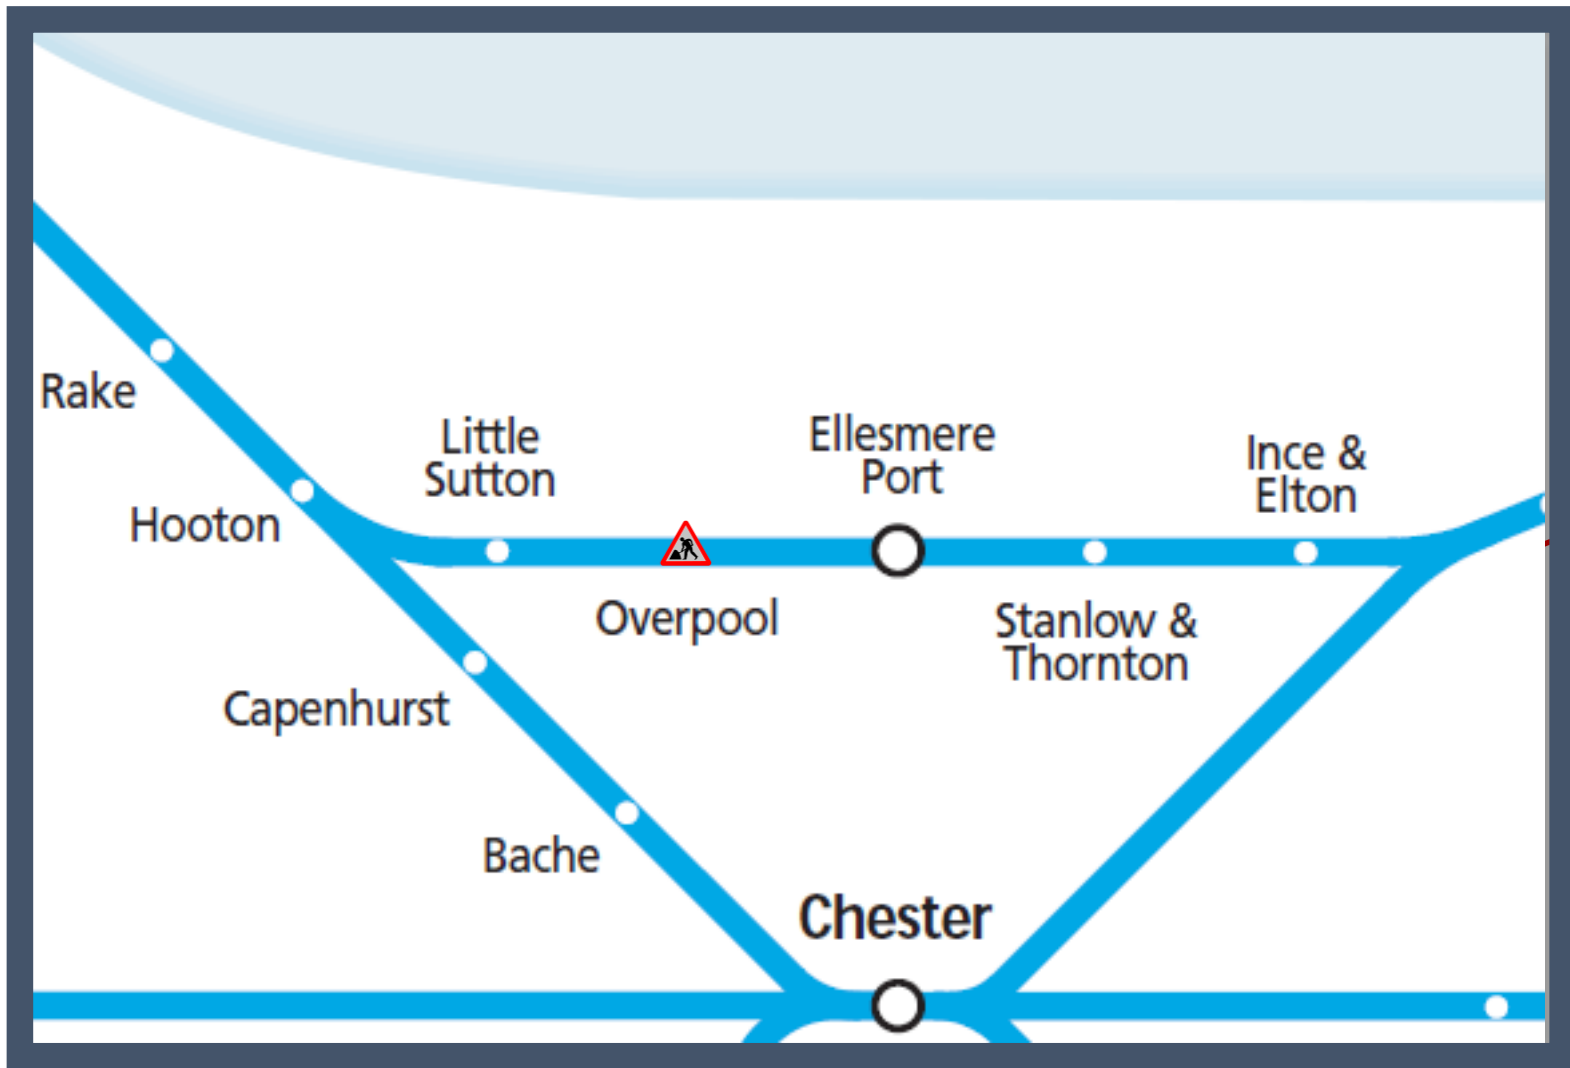 Rake
Little
Sutton
Ellesmere
Port
Ince &
Elton
Hooton
Overpool
Stanlow &
Thornton
Capenhurst
Bache
Chester